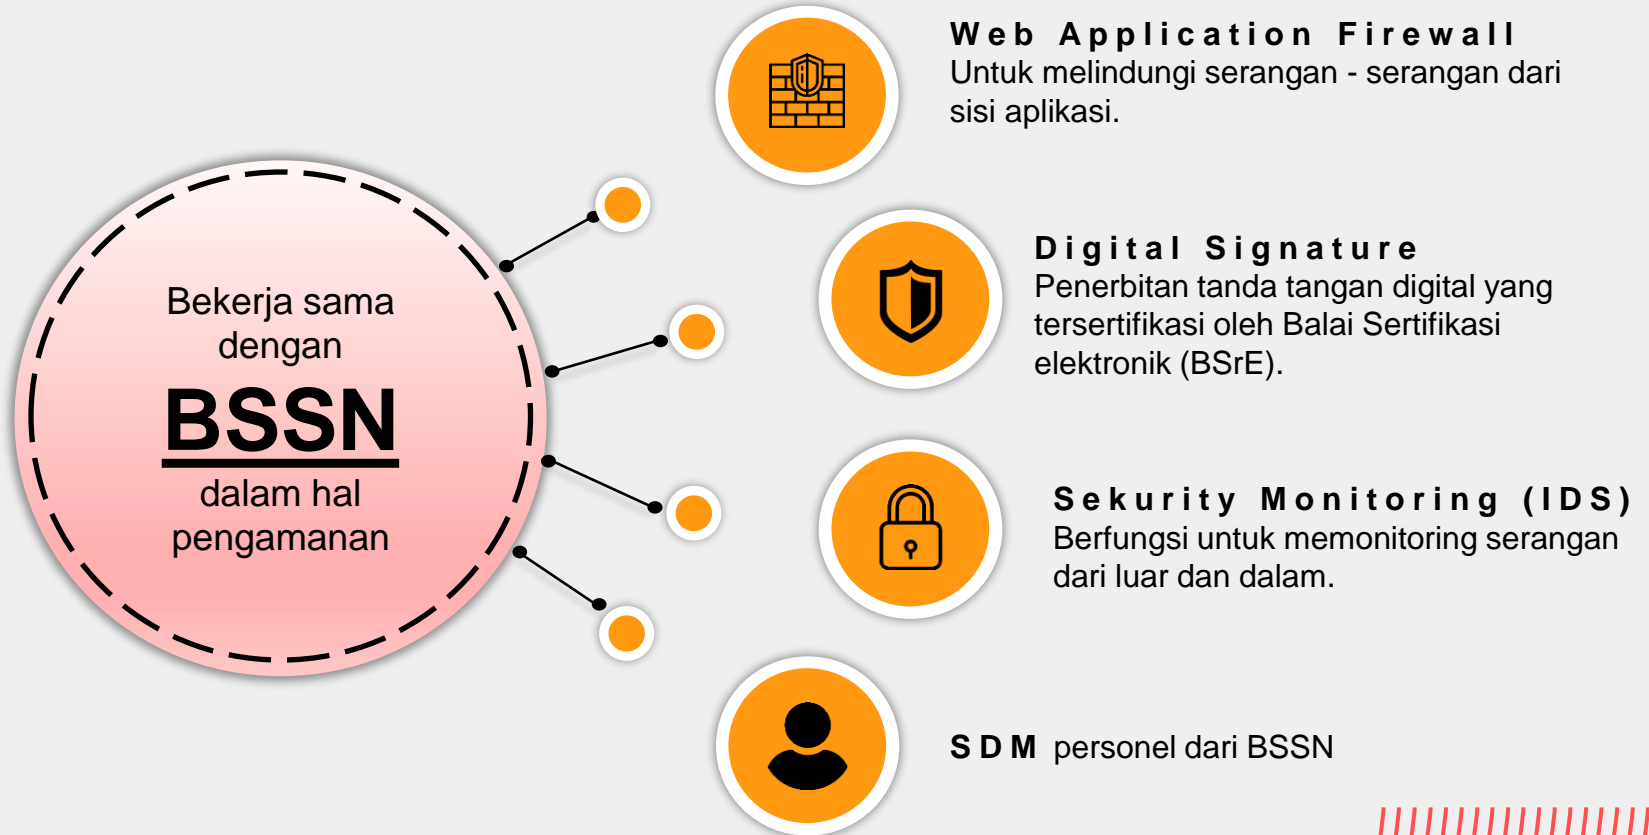 Bekerja sama
dengan
BSSN
dalam hal
pengamanan
Web Application Firewall
Untuk melindungi serangan - serangan dari
sisi aplikasi.
Digital Signature
Penerbitan tanda tangan digital yang
tersertifikasi oleh Balai Sertifikasi
elektronik (BSrE).
Sekurity Monitoring (IDS)
Berfungsi untuk memonitoring serangan
dari luar dan dalam.
SDM personel dari BSSN